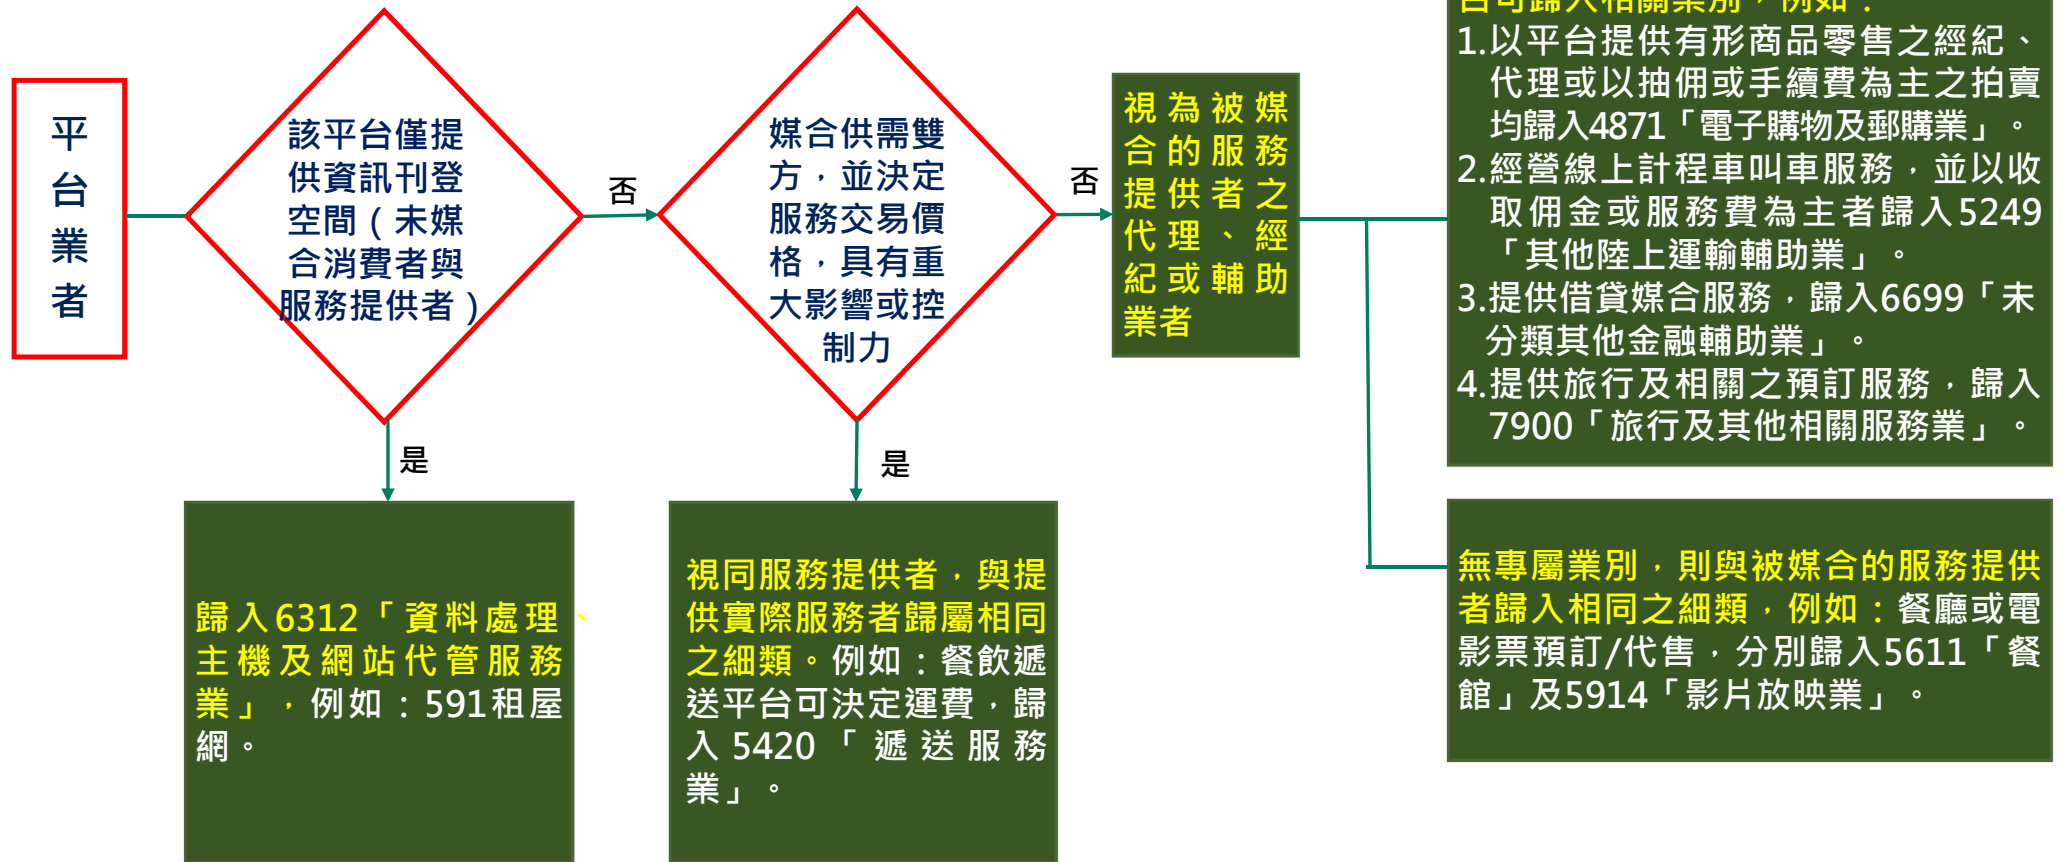 平
台
業
者
該平台僅提
供資訊刊登
空間（未媒
合消費者與
服務提供者）
否
是
媒合供需雙
方，並決定
服務交易價
格，具有重
大影響或控
制力
否
是
視為被媒
合的服務
提供者之
代理、經
紀或輔助
業者
歸入6312「資料處理、
主機及網站代管服務
業」，例如：591租屋
網。
視同服務提供者，與提
供實際服務者歸屬相同
之細類。例如：餐飲遞
送平台可決定運費，歸
入5420「遞送服務
業」。
可歸入相關業別，例如：
1.以平台提供有形商品零售之經紀、
代理或以抽佣或手續費為主之拍賣
均歸入4871「電子購物及郵購業」。
2.經營線上計程車叫車服務，並以收
取佣金或服務費為主者歸入5249
「其他陸上運輸輔助業」。
3.提供借貸媒合服務，歸入6699「未
分類其他金融輔助業」。
4.提供旅行及相關之預訂服務，歸入
7900「旅行及其他相關服務業」。
無專屬業別，則與被媒合的服務提供
者歸入相同之細類，例如：餐廳或電
影票預訂/代售，分別歸入5611「餐
館」及5914「影片放映業」。